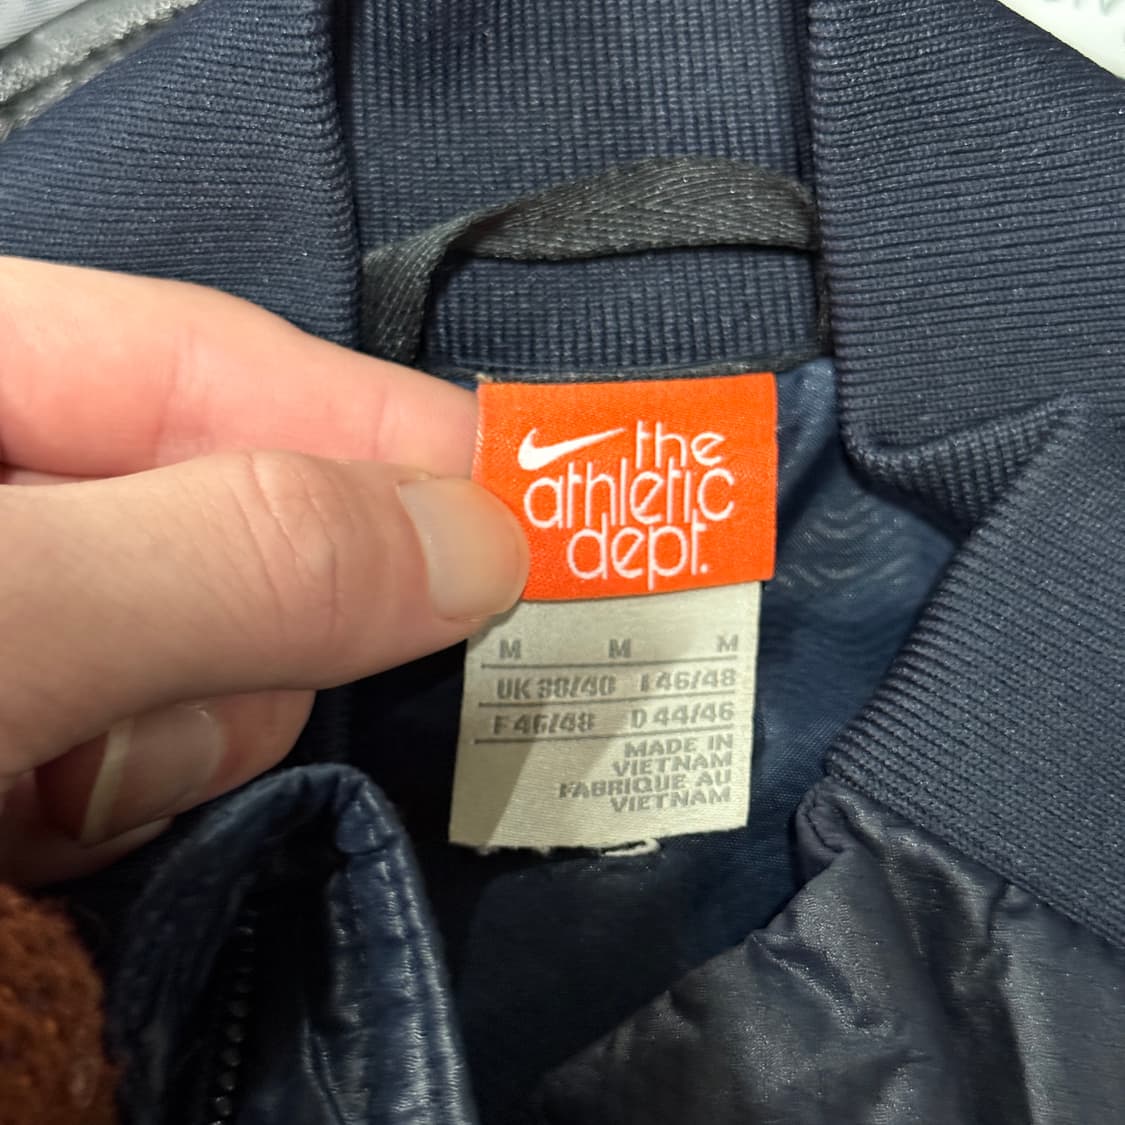 the
athletic
dept.
M M M
UK 38/40 I 46/48
F 46/48 D 44/46
MADE IN
VIETNAM
FABRIQUE AU
VIETNAM